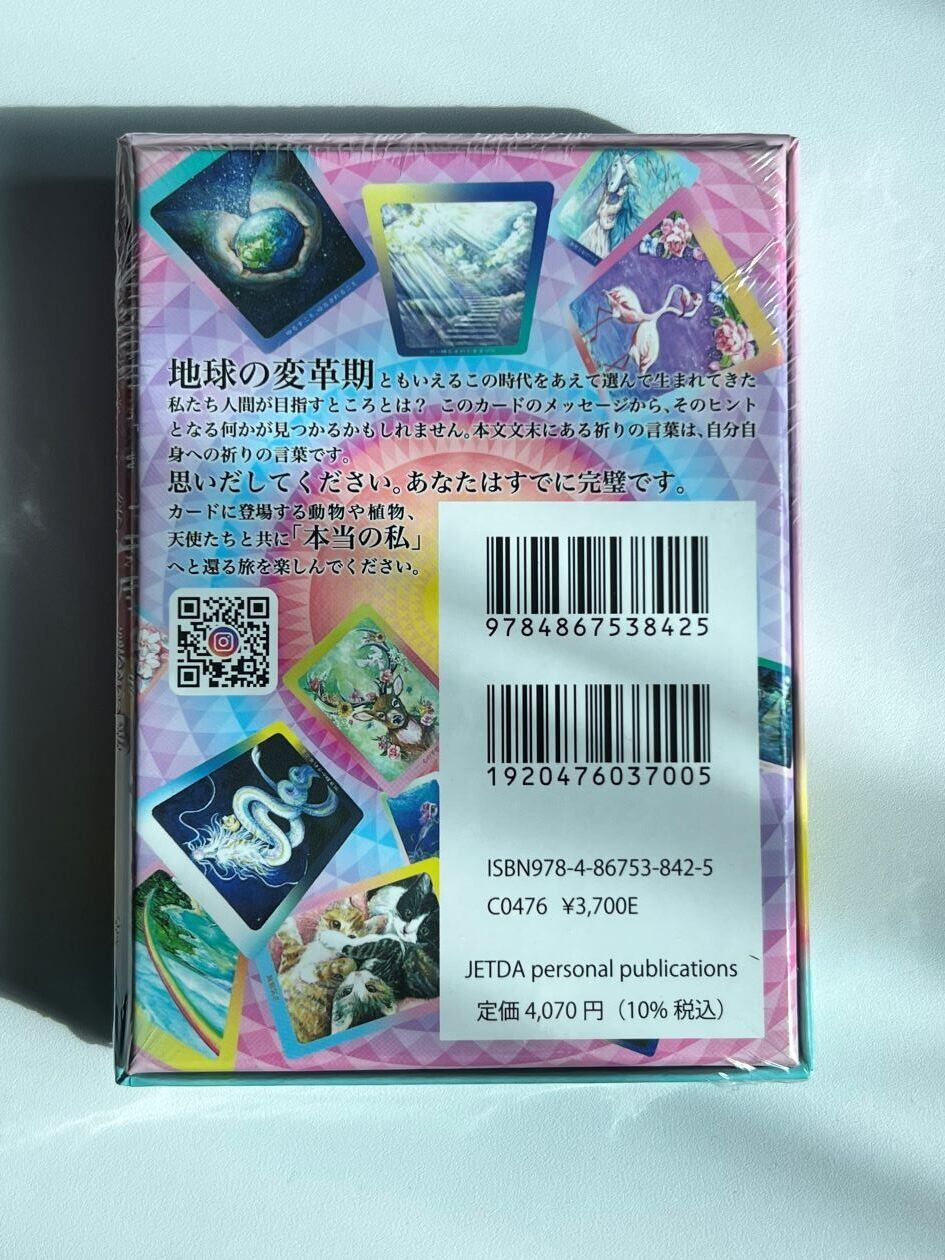 地球の変革期ともいえるこの時代をあえて選んで生まれてきた
私たち人間が目指すところとは？ このカードのメッセージから、そのヒント
となる何かが見つかるかもしれません。本文文末にある祈りの言葉は、自分自
身への祈りの言葉です。
思いだしてください。あなたはすでに完璧です。
カードに登場する動物や植物、
天使たちと共に「本当の私」
へと還る旅を楽しんでください。
9784867538425
1920476037005
ISBN978-4-86753-842-5
C0476 ¥3,700E
JETDA personal publications
定価 4,070 円（10% 税込）